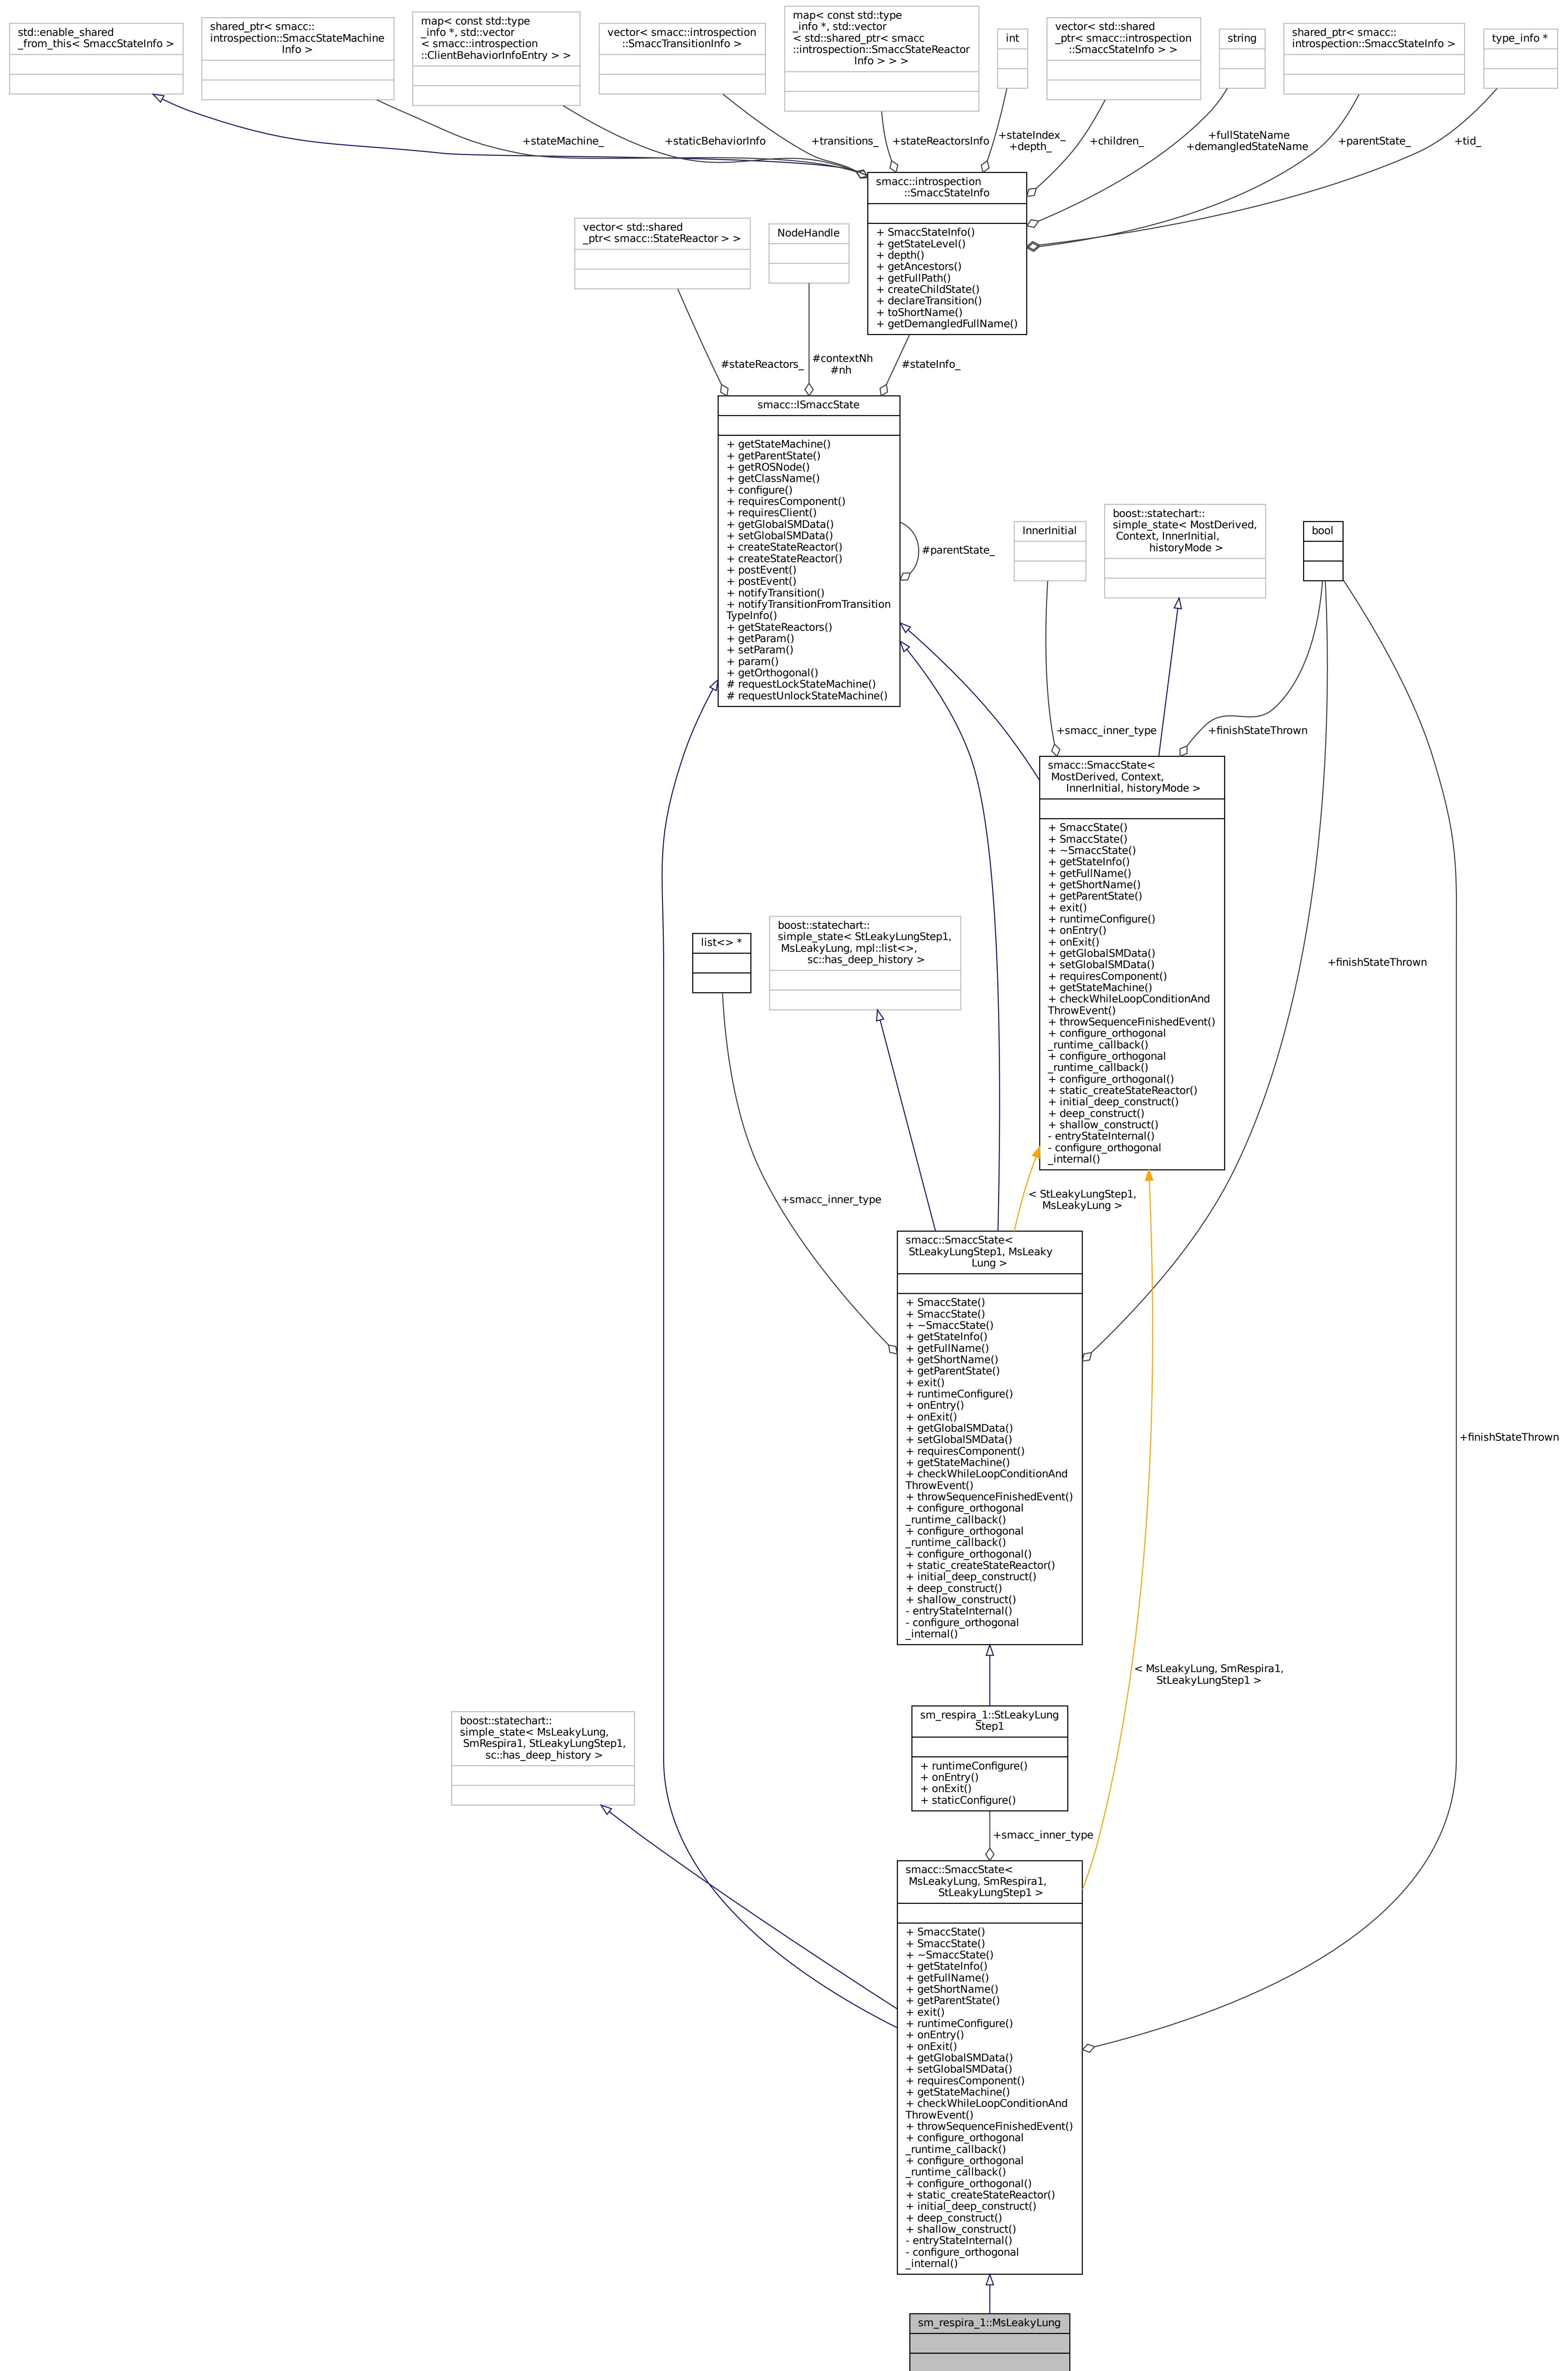 std::enable_shared
_from_this< SmaccStateInfo >
shared_ptr< smacc::
introspection::SmaccStateMachine
Info >
map< const std::type
_info *, std::vector
< smacc::introspection
::ClientBehaviorInfoEntry > >
vector< smacc::introspection
::SmaccTransitionInfo >
map< const std::type
_info *, std::vector
< std::shared_ptr< smacc
::introspection::SmaccStateReactor
Info > > >
int
vector< std::shared
_ptr< smacc::introspection
::SmaccStateInfo > >
string
shared_ptr< smacc::
introspection::SmaccStateInfo >
type_info *
+stateMachine_
+staticBehaviorInfo
+transitions_
+stateReactorsInfo
+stateIndex_
+depth_
+children_
+fullStateName
+demangledStateName
+parentState_
+tid_
smacc::introspection
::SmaccStateInfo
+ SmaccStateInfo()
+ getStateLevel()
+ depth()
+ getAncestors()
+ getFullPath()
+ createChildState()
+ declareTransition()
+ toShortName()
+ getDemangledFullName()
vector< std::shared
_ptr< smacc::StateReactor > >
NodeHandle
#stateReactors_
#contextNh
#nh
#stateInfo_
smacc::ISmaccState
+ getStateMachine()
+ getParentState()
+ getROSNode()
+ getClassName()
+ configure()
+ requiresComponent()
+ requiresClient()
+ getGlobalSMData()
+ setGlobalSMData()
+ createStateReactor()
+ createStateReactor()
+ postEvent()
+ postEvent()
+ notifyTransition()
+ notifyTransitionFromTransition
TypeInfo()
+ getStateReactors()
+ getParam()
+ setParam()
+ param()
+ getOrthogonal()
# requestLockStateMachine()
# requestUnlockStateMachine()
#parentState_
InnerInitial
boost::statechart::
simple_state< MostDerived,
Context, InnerInitial,
historyMode >
bool
+smacc_inner_type
+finishStateThrown
smacc::SmaccState<
MostDerived, Context,
InnerInitial, historyMode >
+ SmaccState()
+ SmaccState()
+ ~SmaccState()
+ getStateInfo()
+ getFullName()
+ getShortName()
+ getParentState()
+ exit()
+ runtimeConfigure()
+ onEntry()
+ onExit()
+ getGlobalSMData()
+ setGlobalSMData()
+ requiresComponent()
+ getStateMachine()
+ checkWhileLoopConditionAnd
ThrowEvent()
+ throwSequenceFinishedEvent()
+ configure_orthogonal
_runtime_callback()
+ configure_orthogonal
_runtime_callback()
+ configure_orthogonal()
+ static_createStateReactor()
+ initial_deep_construct()
+ deep_construct()
+ shallow_construct()
- entryStateInternal()
- configure_orthogonal
_internal()
+finishStateThrown
list<> *
boost::statechart::
simple_state< StLeakyLungStep1,
MsLeakyLung, mpl::list<>,
sc::has_deep_history >
+smacc_inner_type
< StLeakyLungStep1,
MsLeakyLung >
smacc::SmaccState<
StLeakyLungStep1, MsLeaky
Lung >
+ SmaccState()
+ SmaccState()
+ ~SmaccState()
+ getStateInfo()
+ getFullName()
+ getShortName()
+ getParentState()
+ exit()
+ runtimeConfigure()
+ onEntry()
+ onExit()
+ getGlobalSMData()
+ setGlobalSMData()
+ requiresComponent()
+ getStateMachine()
+ checkWhileLoopConditionAnd
ThrowEvent()
+ throwSequenceFinishedEvent()
+ configure_orthogonal
_runtime_callback()
+ configure_orthogonal
_runtime_callback()
+ configure_orthogonal()
+ static_createStateReactor()
+ initial_deep_construct()
+ deep_construct()
+ shallow_construct()
- entryStateInternal()
- configure_orthogonal
_internal()
+finishStateThrown
< MsLeakyLung, SmRespira1,
StLeakyLungStep1 >
boost::statechart::
simple_state< MsLeakyLung,
SmRespira1, StLeakyLungStep1,
sc::has_deep_history >
sm_respira_1::StLeakyLung
Step1
+ runtimeConfigure()
+ onEntry()
+ onExit()
+ staticConfigure()
+smacc_inner_type
smacc::SmaccState<
MsLeakyLung, SmRespira1,
StLeakyLungStep1 >
+ SmaccState()
+ SmaccState()
+ ~SmaccState()
+ getStateInfo()
+ getFullName()
+ getShortName()
+ getParentState()
+ exit()
+ runtimeConfigure()
+ onEntry()
+ onExit()
+ getGlobalSMData()
+ setGlobalSMData()
+ requiresComponent()
+ getStateMachine()
+ checkWhileLoopConditionAnd
ThrowEvent()
+ throwSequenceFinishedEvent()
+ configure_orthogonal
_runtime_callback()
+ configure_orthogonal
_runtime_callback()
+ configure_orthogonal()
+ static_createStateReactor()
+ initial_deep_construct()
+ deep_construct()
+ shallow_construct()
- entryStateInternal()
- configure_orthogonal
_internal()
sm_respira_1::MsLeakyLung